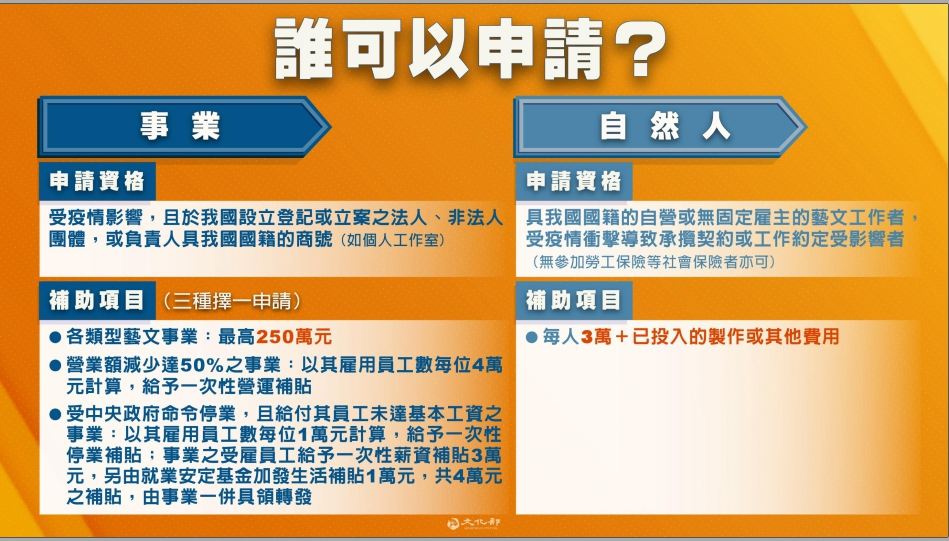 誰可以申請？
事業
申請資格
受疫情影響，且於我國設立登記或立案之法人、非法人
團體，或負責人具我國國籍的商號（如個人工作室）
補助項目（三種擇一申請）
●各類型藝文事業：最高250萬元
●營業額減少達50%之事業：以其雇用員工數每位4萬
元計算，給予一次性營運補貼
●受中央政府命令停業，且給付其員工未達基本工資之
事業：以其雇用員工數每位1萬元計算，給予一次性
停業補貼；事業之受雇員工給予一次性薪資補貼3萬
元，另由就業安定基金加發生活補貼1萬元，共4萬元
之補貼，由事業一併具領轉發
自然人
申請資格
具我國國籍的自營或無固定雇主的藝文工作者，
受疫情衝擊導致承攬契約或工作約定受影響者
（無參加勞工保險等社會保險者亦可）
補助項目
●每人3萬＋已投入的製作或其他費用
文化部